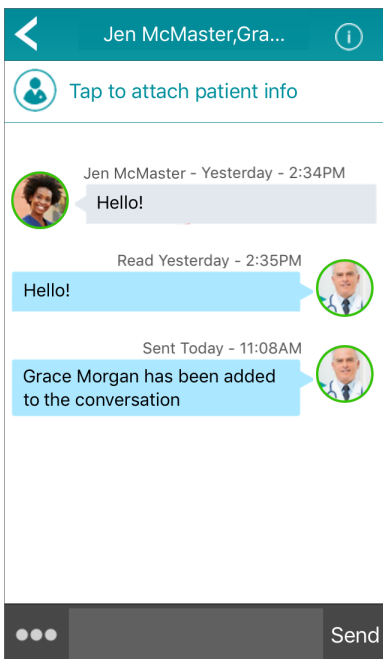 Jen McMaster,Gra...
Tap to attach patient info
Jen McMaster - Yesterday - 2:34PM
Hello!
Read Yesterday - 2:35PM
Hello!
Sent Today - 11:08AM
Grace Morgan has been added
to the conversation
Send